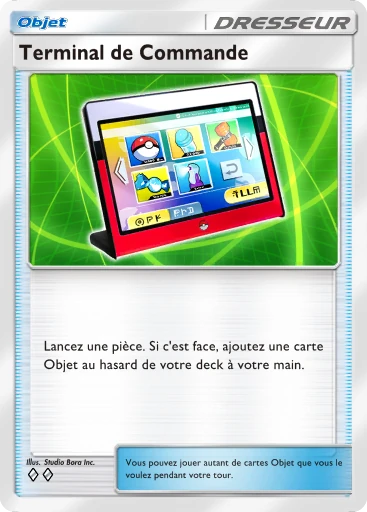 Objet
DRESSEUR
Terminal de Commande
Lancez une pièce. Si c'est face, ajoutez une carte
Objet au hasard de votre deck à votre main.
Illus. Studio Bora Inc.
Vous pouvez jouer autant de cartes Objet que vous le
voulez pendant votre tour.